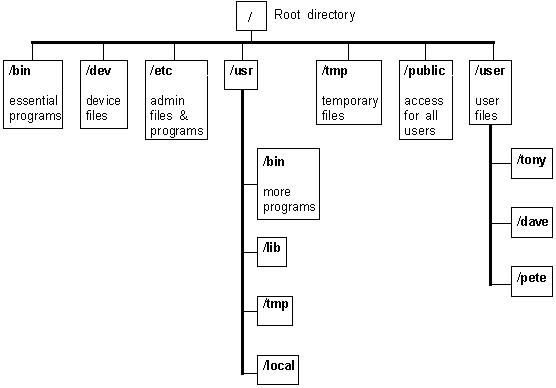 /
Root directory
/bin
essential
programs
/dev
device
files
/etc
admin
files &
programs
/usr
/tmp
temporary
files
/public
access
for all
users
/user
user
files
/bin
more
programs
/lib
/tmp
/local
/tony
/dave
/pete